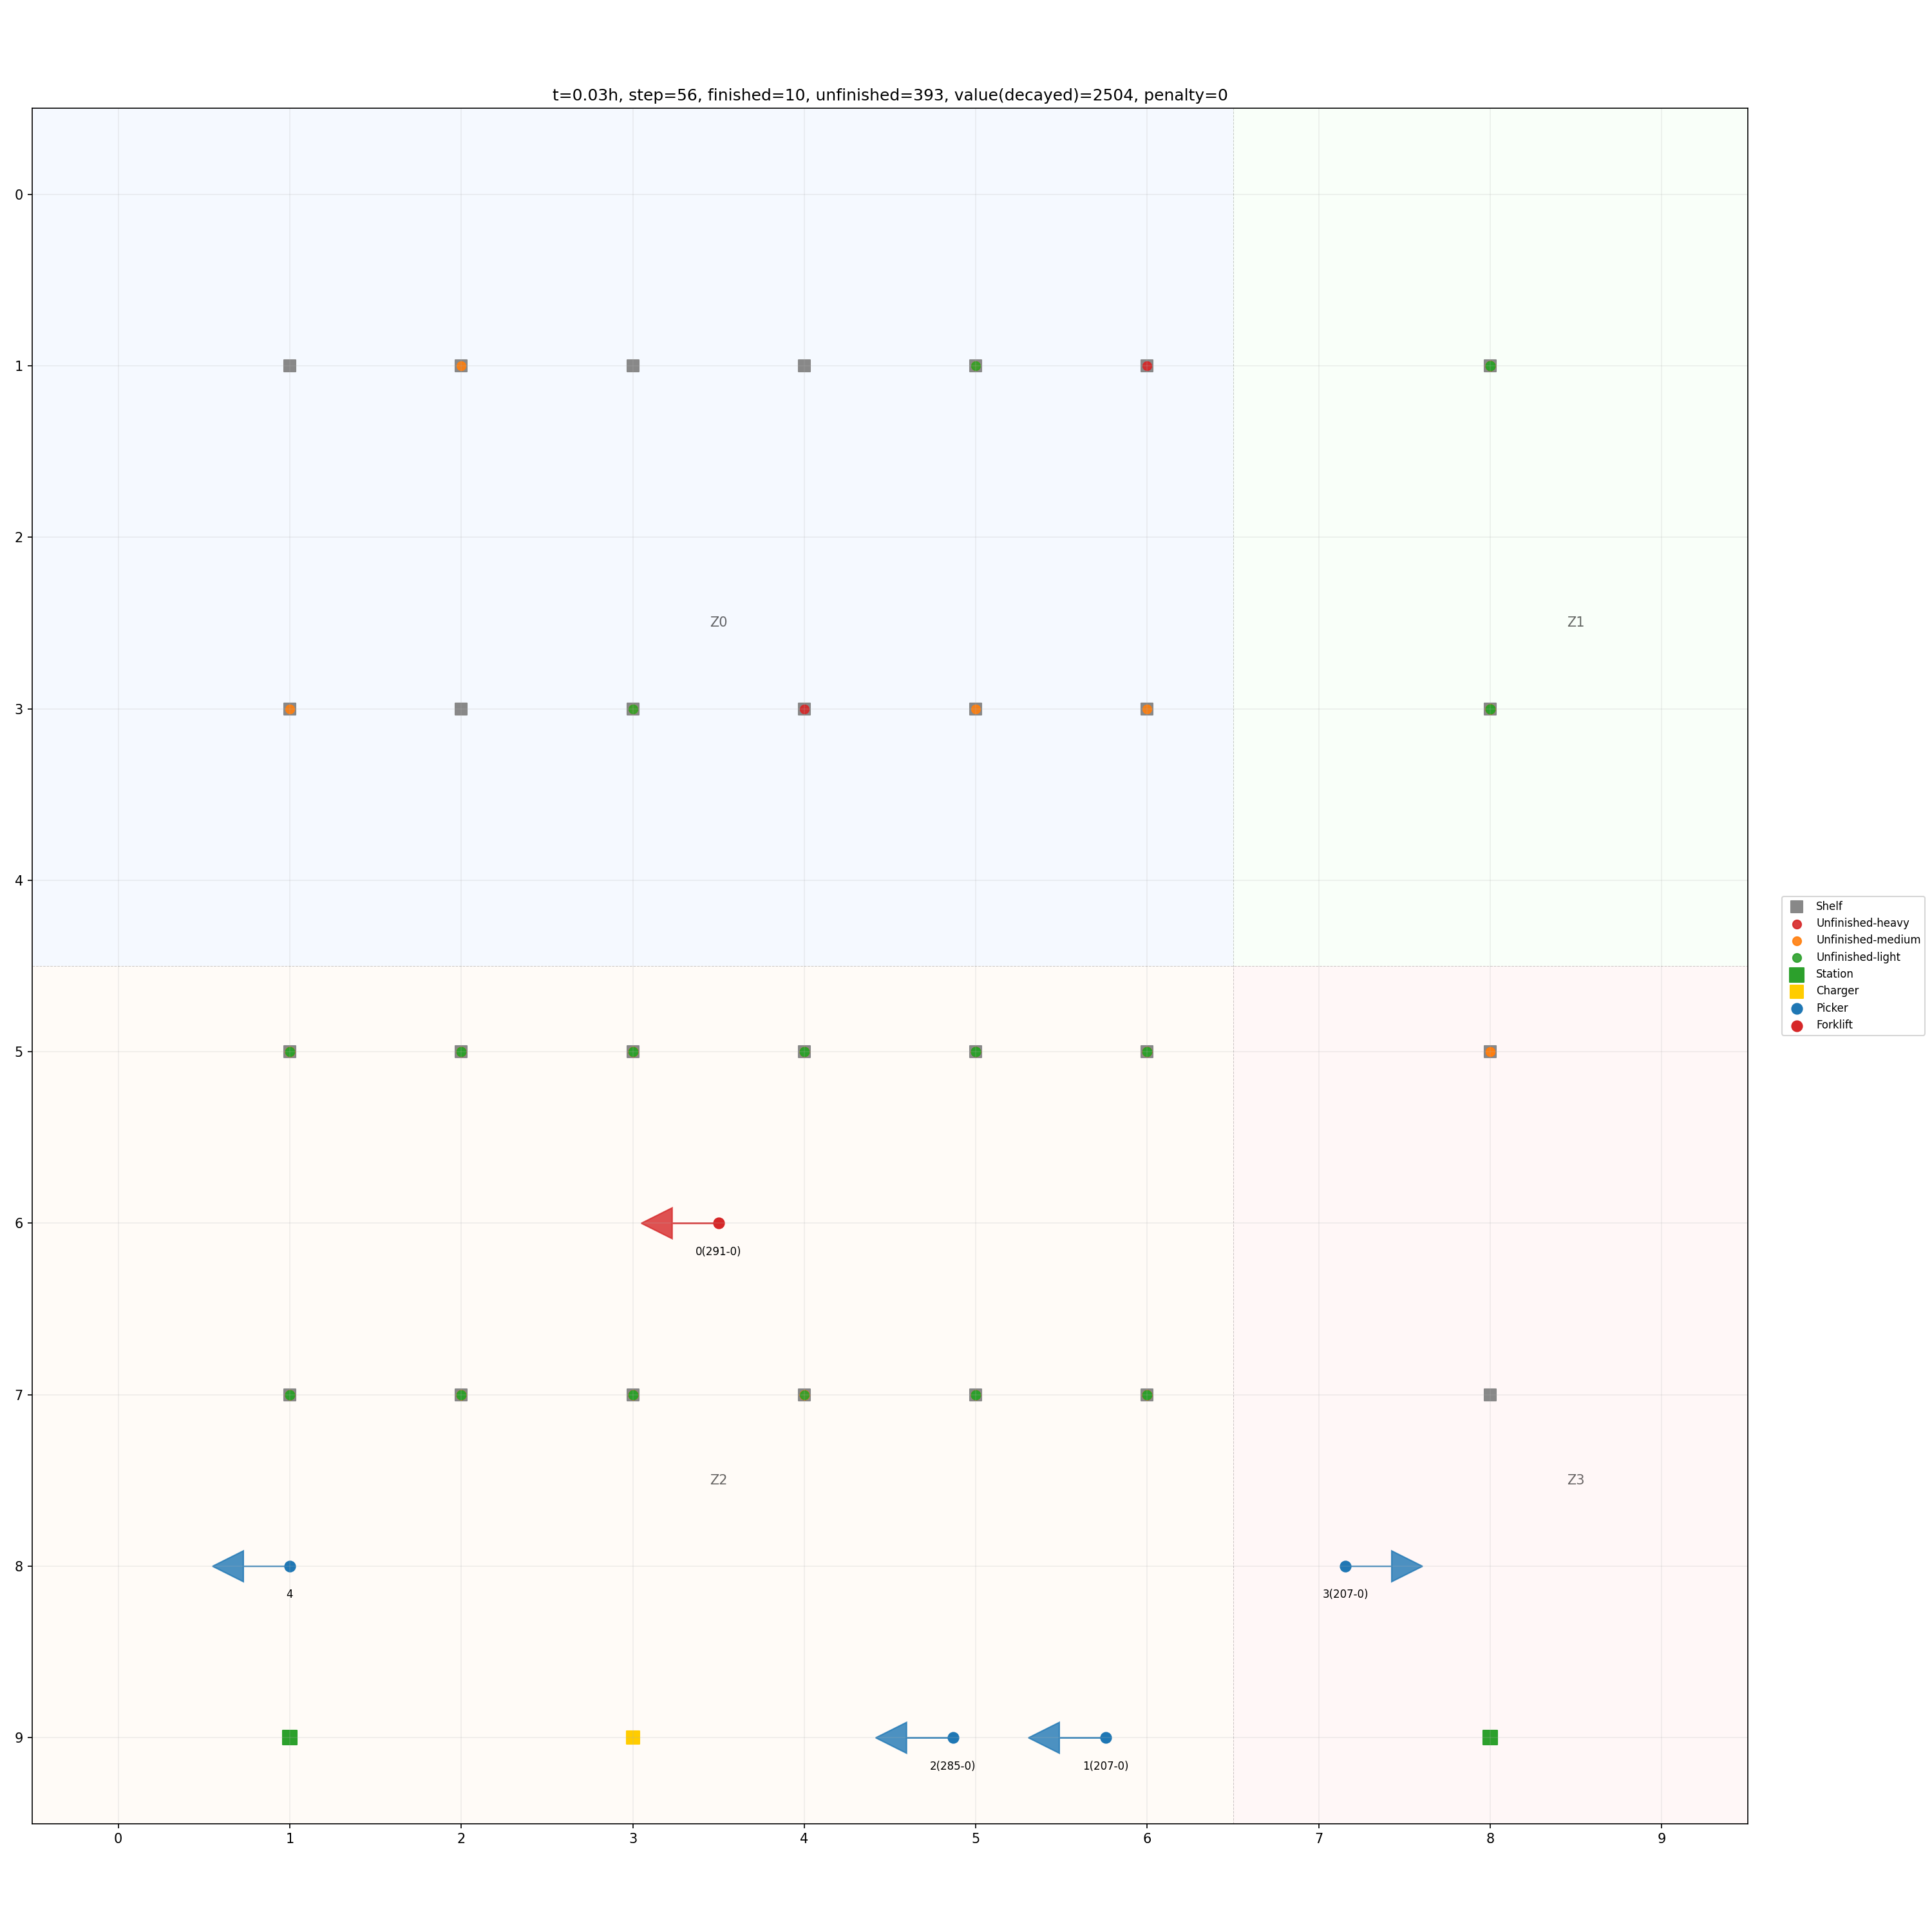 t=0.03h, step=56, finished=10, unfinished=393, value(decayed)=2504, penalty=0
0
1
2
Z0
Z1
3
4
Shelf
Unfinished-heavy
Unfinished-medium
Unfinished-light
Station
Charger
Picker
Forklift
5
6
0(291-0)
7
Z2
Z3
8
4
3(207-0)
9
2(285-0)
1(207-0)
0 1 2 3 4 5 6 7 8 9